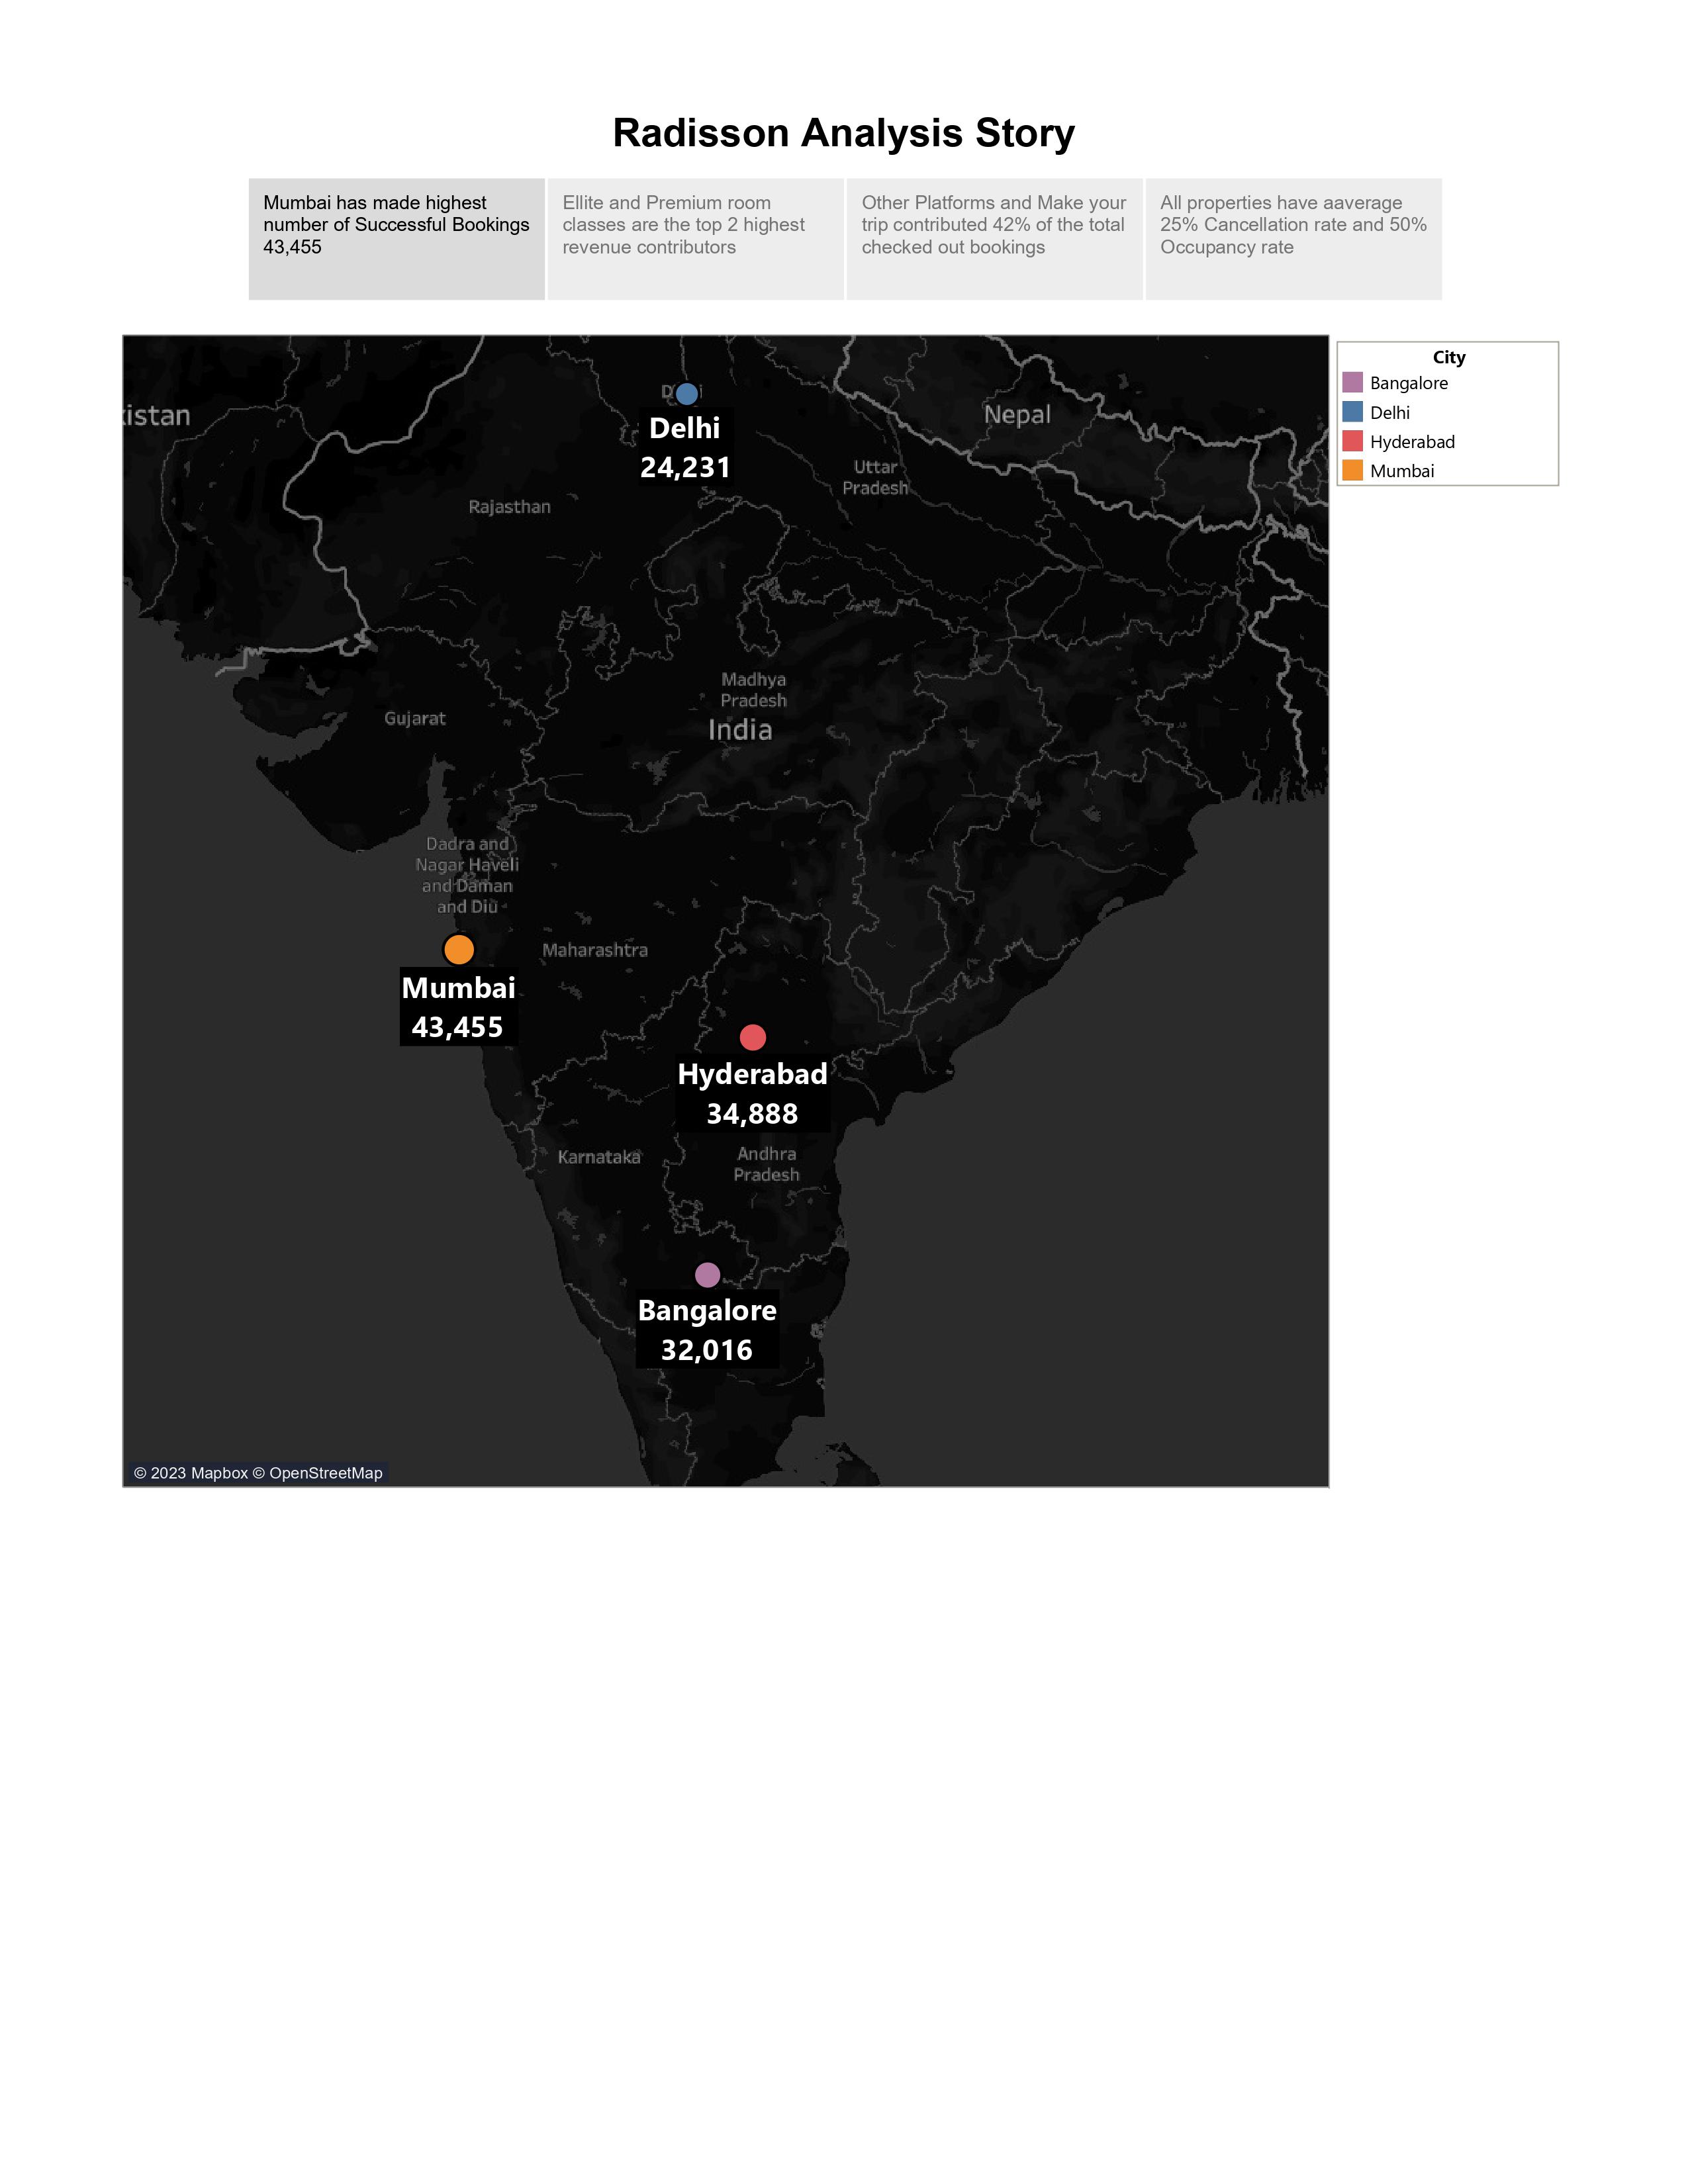 Radisson Analysis Story
Mumbai has made highest
number of Successful Bookings
43,455
Ellite and Premium room
classes are the top 2 highest
revenue contributors
Other Platforms and Make your
trip contributed 42% of the total
checked out bookings
All properties have aaverage
25% Cancellation rate and 50%
Occupancy rate
City
Bangalore
Delhi
Hyderabad
Mumbai
kistan
Nepal
Delhi
24,231
Uttar
Pradesh
Rajasthan
Madhya
Pradesh
Gujarat
India
Dadra and
Nagar Haveli
and Daman
and Diu
Maharashtra
Mumbai
43,455
Hyderabad
34,888
Karnataka
Andhra
Pradesh
Bangalore
32,016
© 2023 Mapbox © OpenStreetMap